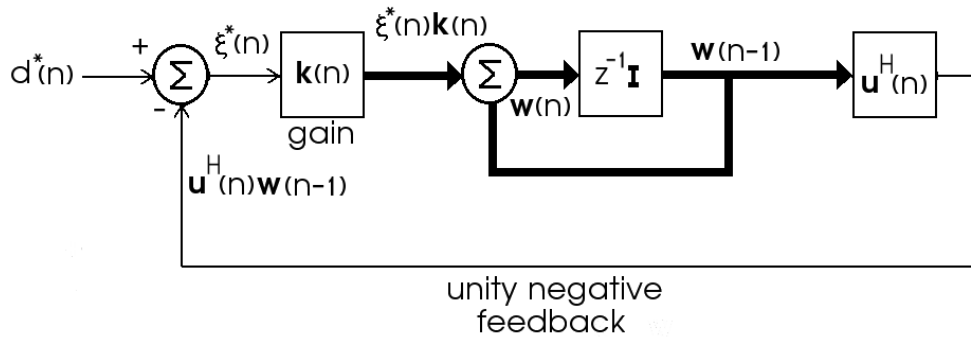 d*(n)
+
-
Σ
ξ*(n)
k(n)
gain
ξ*(n)k(n)
Σ
w(n)
z⁻¹I
w(n-1)
uᴴ(n)
uᴴ(n)w(n-1)
unity negative
feedback